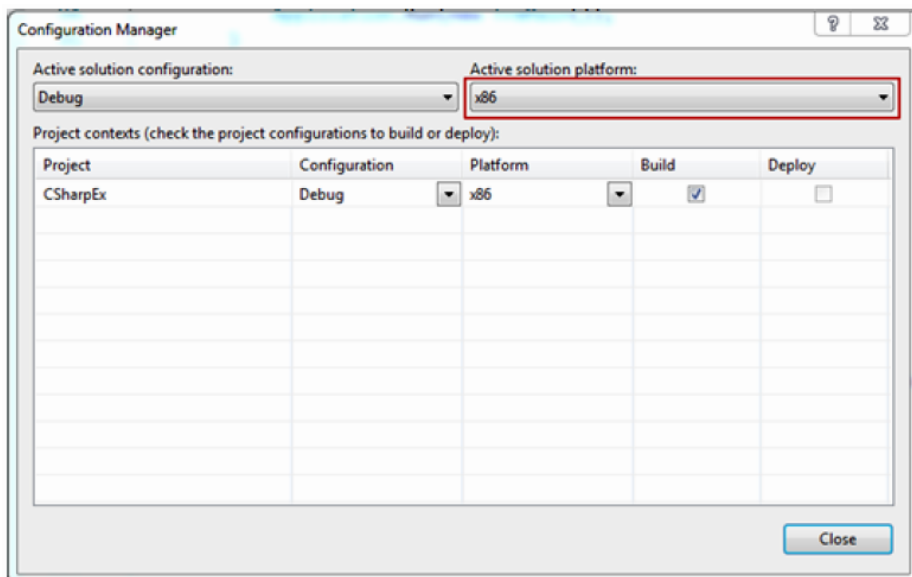 Configuration Manager
Active solution configuration: Active solution platform:
Debug x86
Project contexts (check the project configurations to build or deploy):
Project Configuration Platform Build Deploy
CSharpEx Debug x86
Close